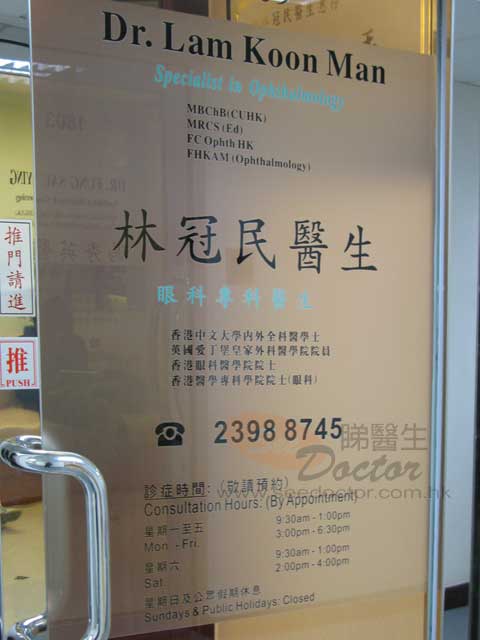 Dr. Lam Koon Man
Specialist in Ophthalmology
MBChB(CUHK)
MRCS (Ed)
FC Ophth HK
FHKAM (Ophthalmology)
林冠民醫生
眼科專科醫生
香港中文大學內外全科醫學士
英國愛丁堡皇家外科醫學院院員
香港眼科醫學院院士
香港醫學專科學院院士(眼科)
☎ 2398 8745
睇醫生
Doctor
www.seedoctor.com.hk
診症時間: (敬請預約)
Consultation Hours: (By Appointment)
星期一至五 9:30am - 1:00pm
Mon. - Fri. 3:00pm - 6:30pm
星期六 9:30am - 1:00pm
Sat. 2:00pm - 4:00pm
星期日及公眾假期休息
Sundays & Public Holidays: Closed
推門請進
推
PUSH
1803